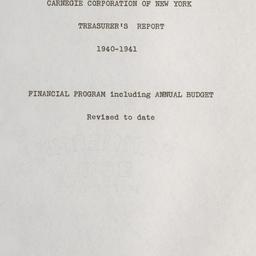 CARNEGIE CORPORATION OF NEW YORK
TREASURER'S REPORT
1940-1941
FINANCIAL PROGRAM including ANNUAL BUDGET
Revised to date